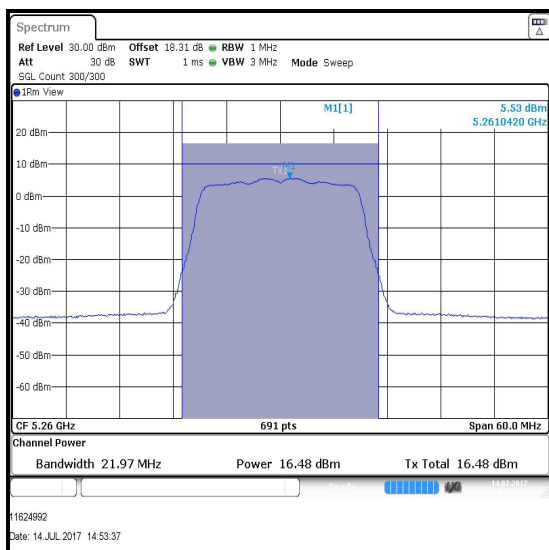 Spectrum
Ref Level 30.00 dBm Offset 18.31 dB RBW 1 MHz
Att 30 dB SWT 1 ms VBW 3 MHz Mode Sweep
SGL Count 300/300
1Rm View
M1[1] 5.53 dBm
5.2610420 GHz
20 dBm
10 dBm
M1
TX1
0 dBm
-10 dBm
-20 dBm
-30 dBm
-40 dBm
-50 dBm
-60 dBm
CF 5.26 GHz 691 pts Span 60.0 MHz
Channel Power
Bandwidth 21.97 MHz Power 16.48 dBm Tx Total 16.48 dBm
Ready 14.07.2017
11624992
Date: 14.JUL.2017 14:53:37